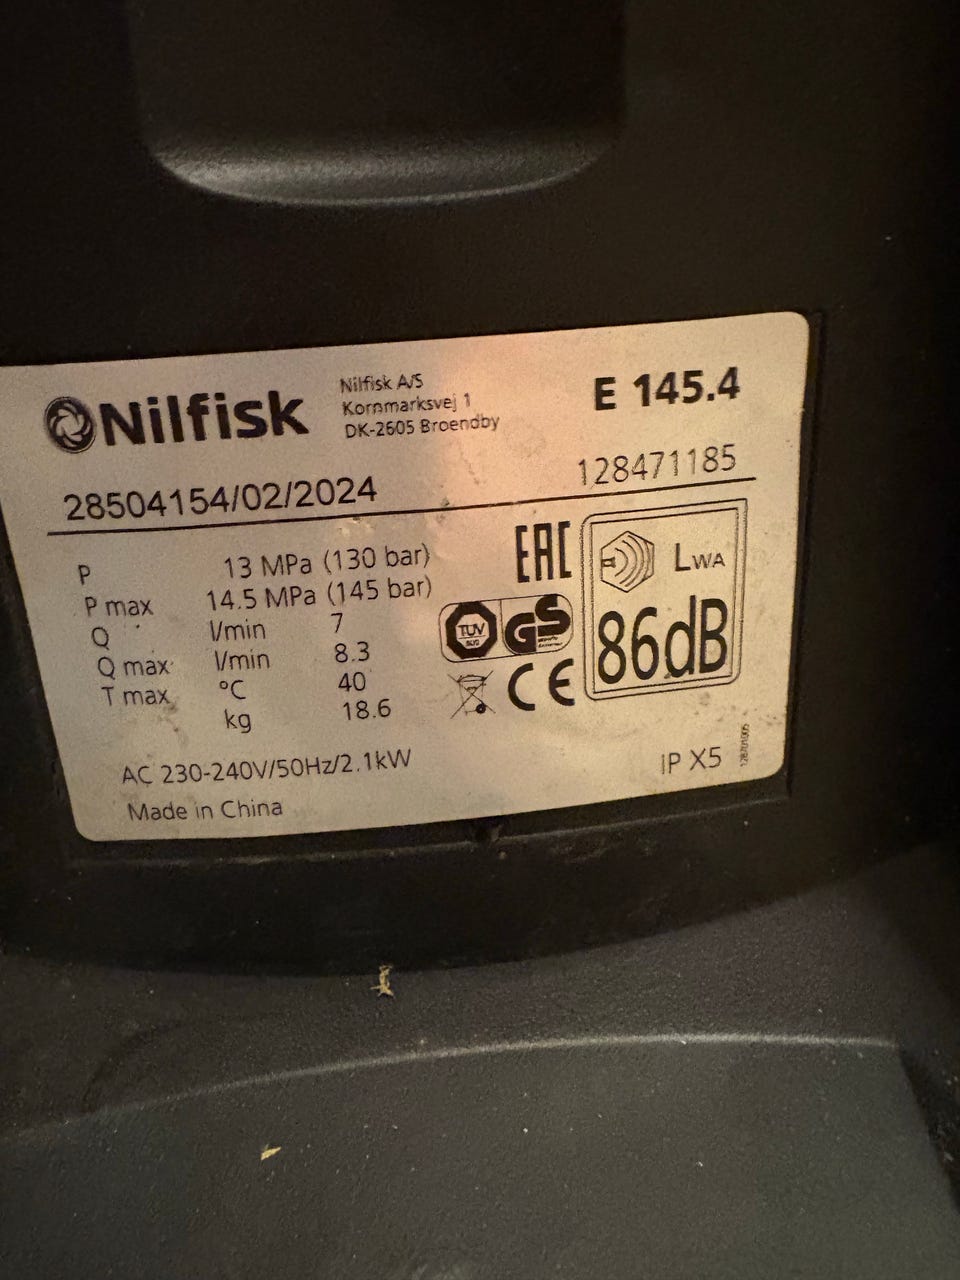 Nilfisk
Nilfisk A/S
Kornmarksvej 1
DK-2605 Broendby
E 145.4
28504154/02/2024
128471185
P 13 MPa (130 bar)
P max 14.5 MPa (145 bar)
Q l/min 7
Q max l/min 8.3
T max °C 40
kg 18.6
EAC
TÜV
SÜD
GS
CE
LWA
86dB
AC 230-240V/50Hz/2.1kW
IP X5
Made in China